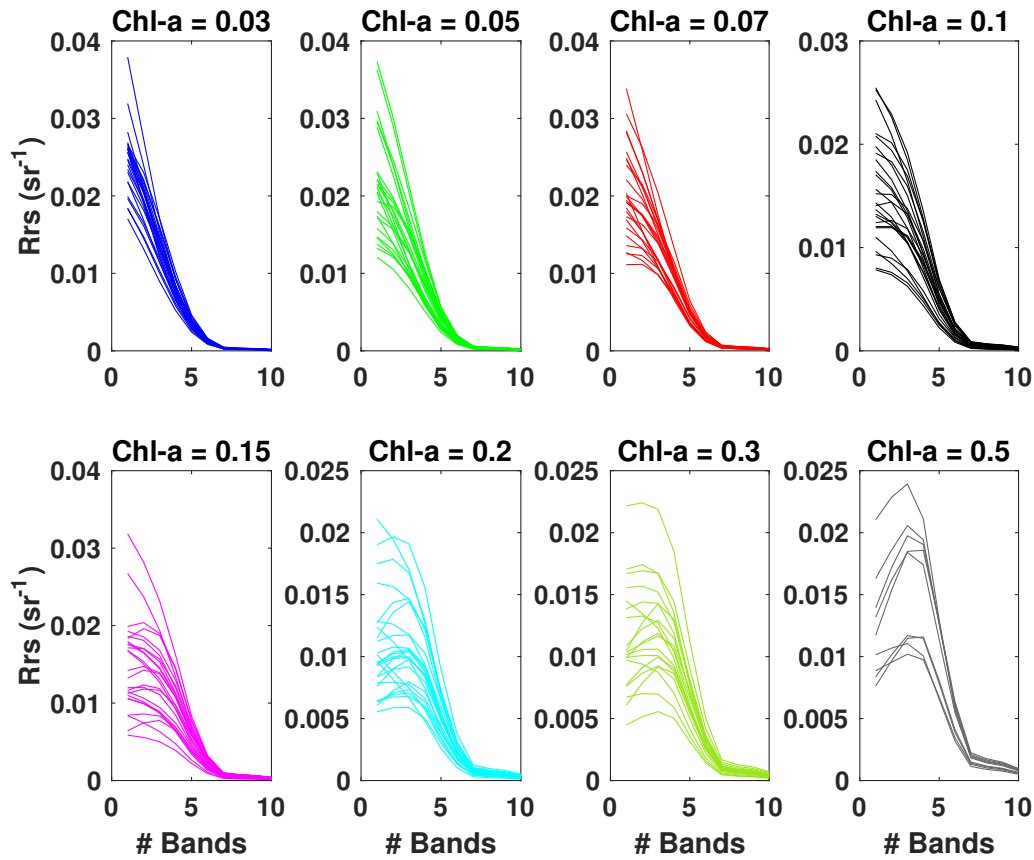 Chl-a = 0.03 Chl-a = 0.05 Chl-a = 0.07 Chl-a = 0.1
0.04 0.04 0.04 0.03
0.03 0.03 0.03
0.02
0.02 0.02 0.02
0.01
0.01 0.01 0.01
0 0 0 0
0 5 10 0 5 10 0 5 10 0 5 10
Rrs (sr⁻¹)
Chl-a = 0.15 Chl-a = 0.2 Chl-a = 0.3 Chl-a = 0.5
0.04 0.025 0.025 0.025
0.02 0.02 0.02
0.03
0.015 0.015 0.015
0.02
0.01 0.01 0.01
0.01
0.005 0.005 0.005
0 0 0 0
0 5 10 0 5 10 0 5 10 0 5 10
Rrs (sr⁻¹)
# Bands # Bands # Bands # Bands